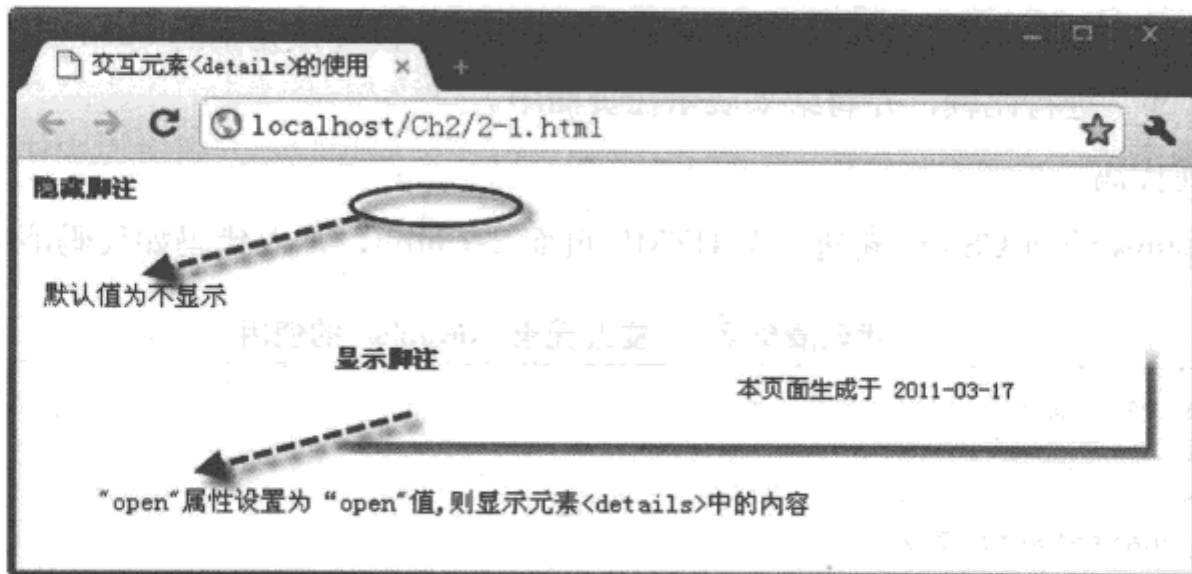 交互元素<details>的使用
localhost/Ch2/2-1.html
隐藏脚注
默认值为不显示
显示脚注
本页面生成于 2011-03-17
"open"属性设置为“open"值,则显示元素<details>中的内容